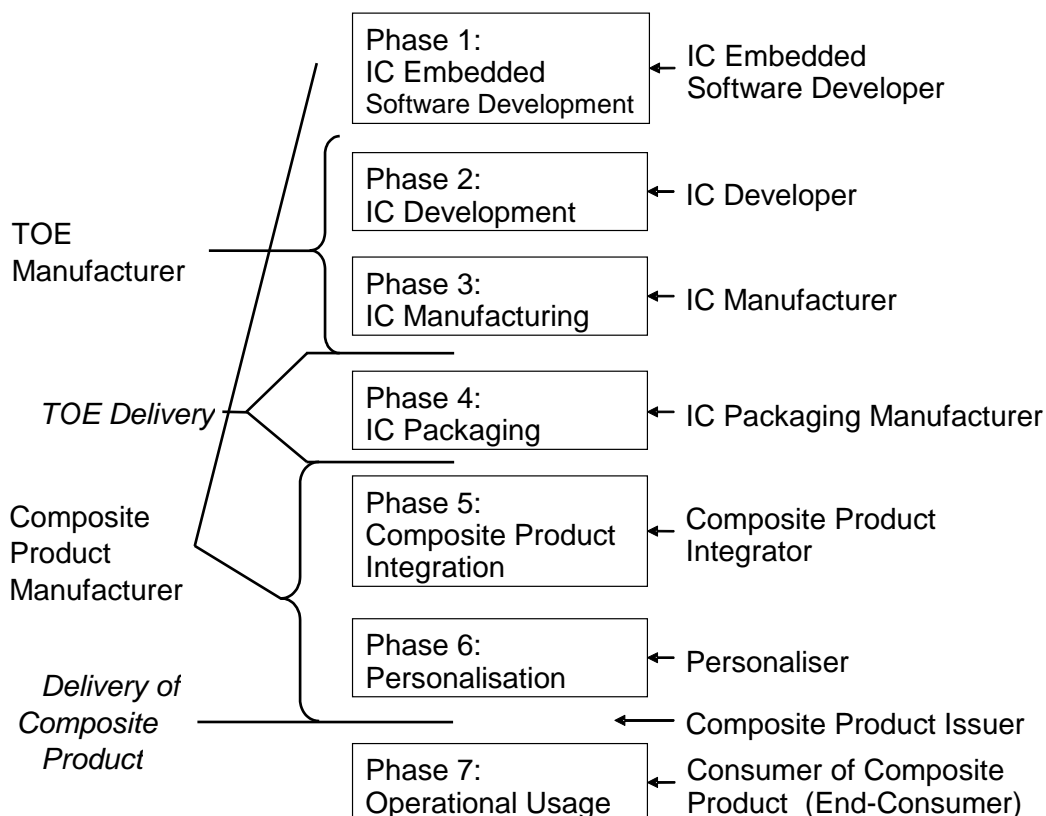 Phase 1:
IC Embedded
Software Development
IC Embedded
Software Developer
Phase 2:
IC Development
IC Developer
TOE
Manufacturer
Phase 3:
IC Manufacturing
IC Manufacturer
TOE Delivery
Phase 4:
IC Packaging
IC Packaging Manufacturer
Composite
Product
Manufacturer
Phase 5:
Composite Product
Integration
Composite Product
Integrator
Phase 6:
Personalisation
Personaliser
Delivery of
Composite
Product
Composite Product Issuer
Phase 7:
Operational Usage
Consumer of Composite
Product (End-Consumer)